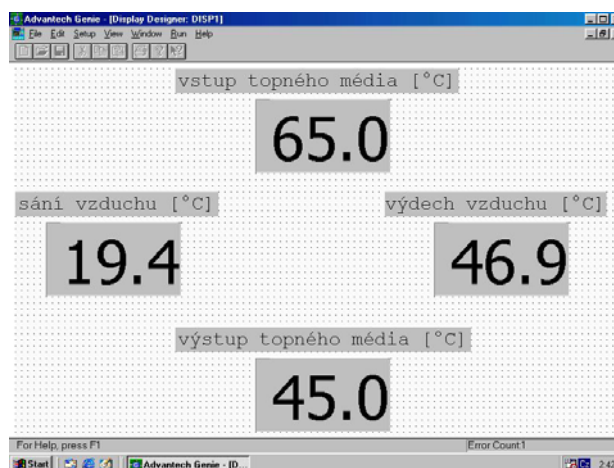 Advantech Genie - [Display Designer: DISP1]
File Edit Setup View Window Run Help
vstup topného média [°C]
65.0
sání vzduchu [°C]
výdech vzduchu [°C]
19.4
46.9
výstup topného média [°C]
45.0
For Help, press F1
Error Count:1
Start
Advantech Genie - [D...